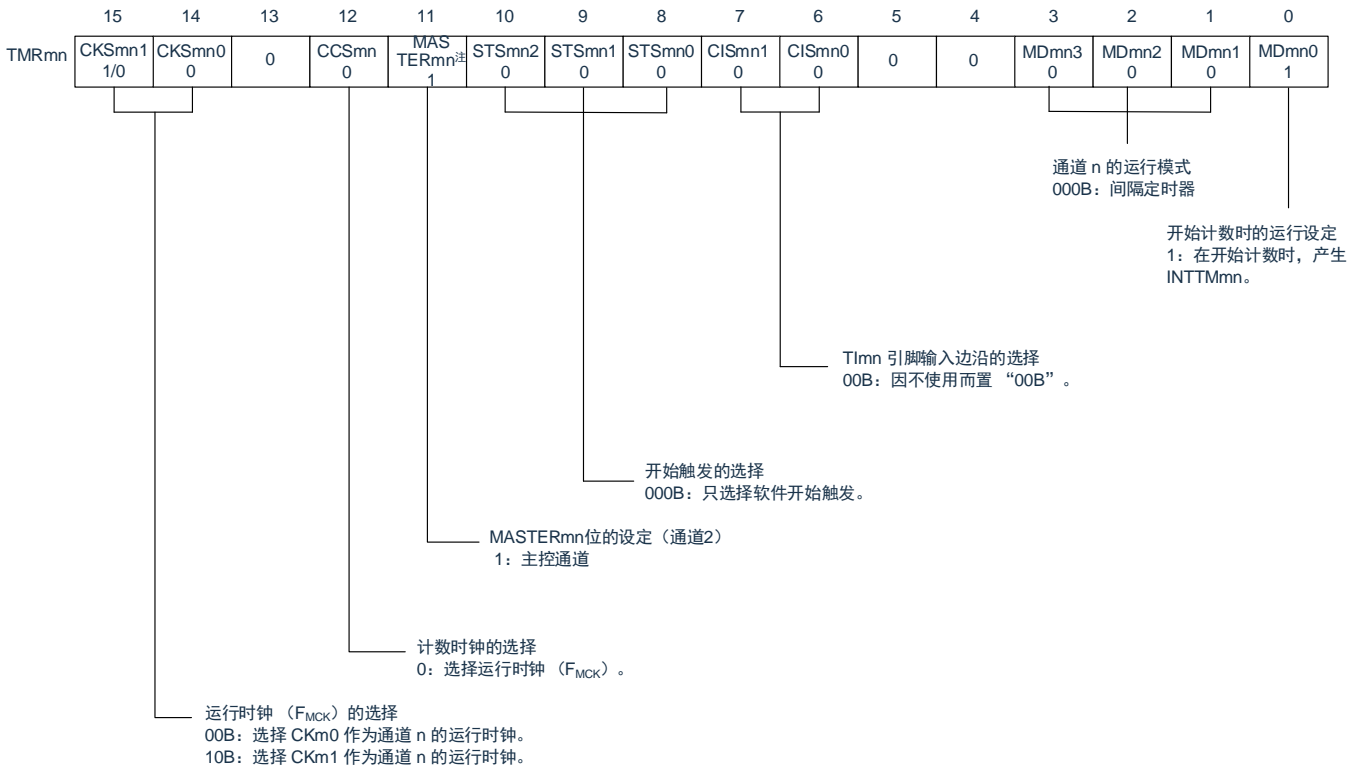 15 14 13 12 11 10 9 8 7 6 5 4 3 2 1 0
TMRmn
CKSmn1
1/0
CKSmn0
0
0
CCSmn
0
MAS
TERmn注
1
STSmn2
0
STSmn1
0
STSmn0
0
CISmn1
0
CISmn0
0
0
0
MDmn3
0
MDmn2
0
MDmn1
0
MDmn0
1
通道 n 的运行模式
000B：间隔定时器
开始计数时的运行设定
1：在开始计数时，产生
INTTMmn。
TImn 引脚输入边沿的选择
00B：因不使用而置 “00B”。
开始触发的选择
000B：只选择软件开始触发。
MASTERmn位的设定（通道2）
1：主控通道
计数时钟的选择
0：选择运行时钟 （FMCK）。
运行时钟 （FMCK）的选择
00B：选择 CKm0 作为通道 n 的运行时钟。
10B：选择 CKm1 作为通道 n 的运行时钟。